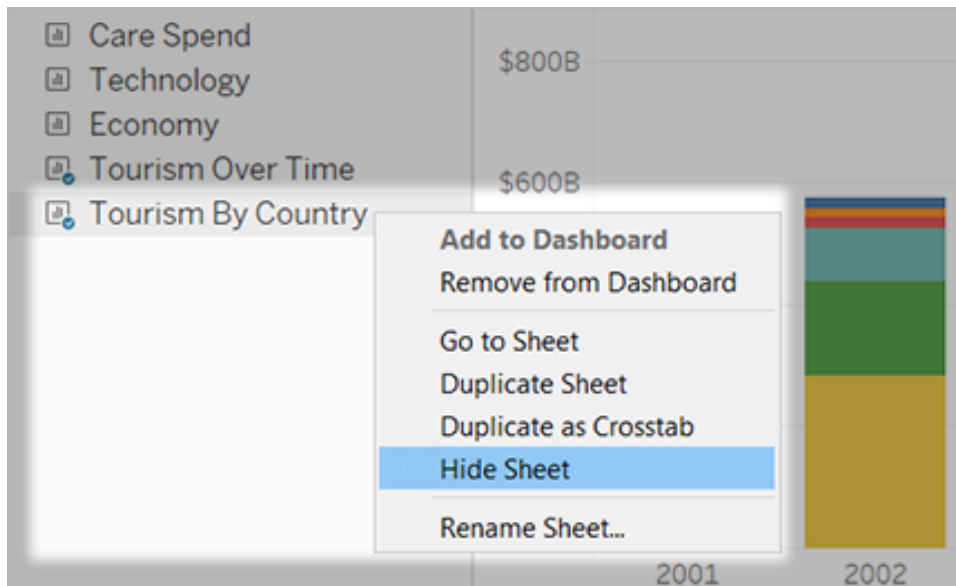 Care Spend
Technology
Economy
Tourism Over Time
Tourism By Country
Add to Dashboard
Remove from Dashboard
Go to Sheet
Duplicate Sheet
Duplicate as Crosstab
Hide Sheet
Rename Sheet...
$800B
$600B
2001
2002